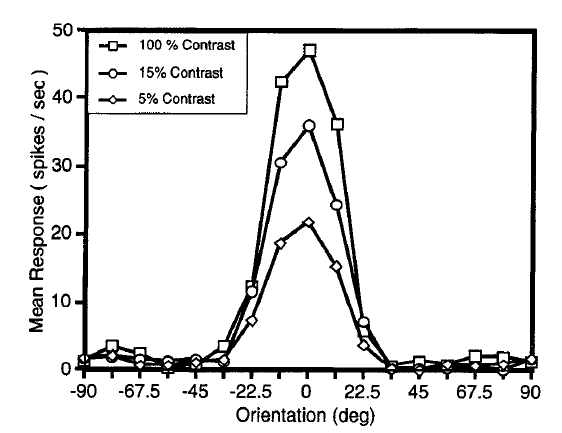 50
100 % Contrast
15% Contrast
5% Contrast
40
30
20
10
0
Mean Response ( spikes / sec )
-90 -67.5 -45 -22.5 0 22.5 45 67.5 90
Orientation (deg)